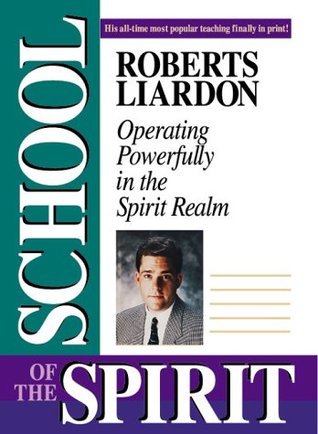 His all-time most popular teaching finally in print!
ROBERTS
LIARDON
Operating
Powerfully
in the
Spirit Realm
SCHOOL
OF THE
SPIRIT